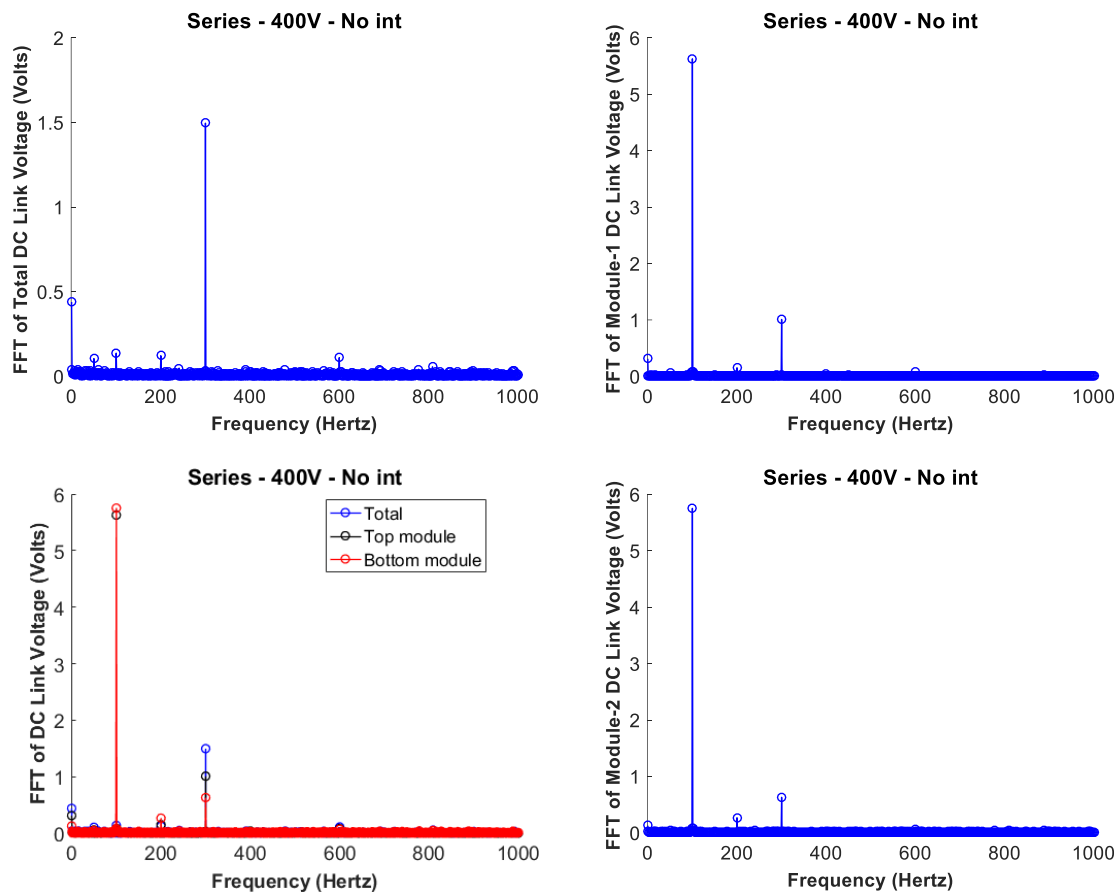 Series - 400V - No int
FFT of Total DC Link Voltage (Volts)
2
1.5
1
0.5
0
0 200 400 600 800 1000
Frequency (Hertz)
Series - 400V - No int
FFT of Module-1 DC Link Voltage (Volts)
6
5
4
3
2
1
0
0 200 400 600 800 1000
Frequency (Hertz)
Series - 400V - No int
FFT of DC Link Voltage (Volts)
6
5
4
3
2
1
0
Total
Top module
Bottom module
0 200 400 600 800 1000
Frequency (Hertz)
Series - 400V - No int
FFT of Module-2 DC Link Voltage (Volts)
6
5
4
3
2
1
0
0 200 400 600 800 1000
Frequency (Hertz)